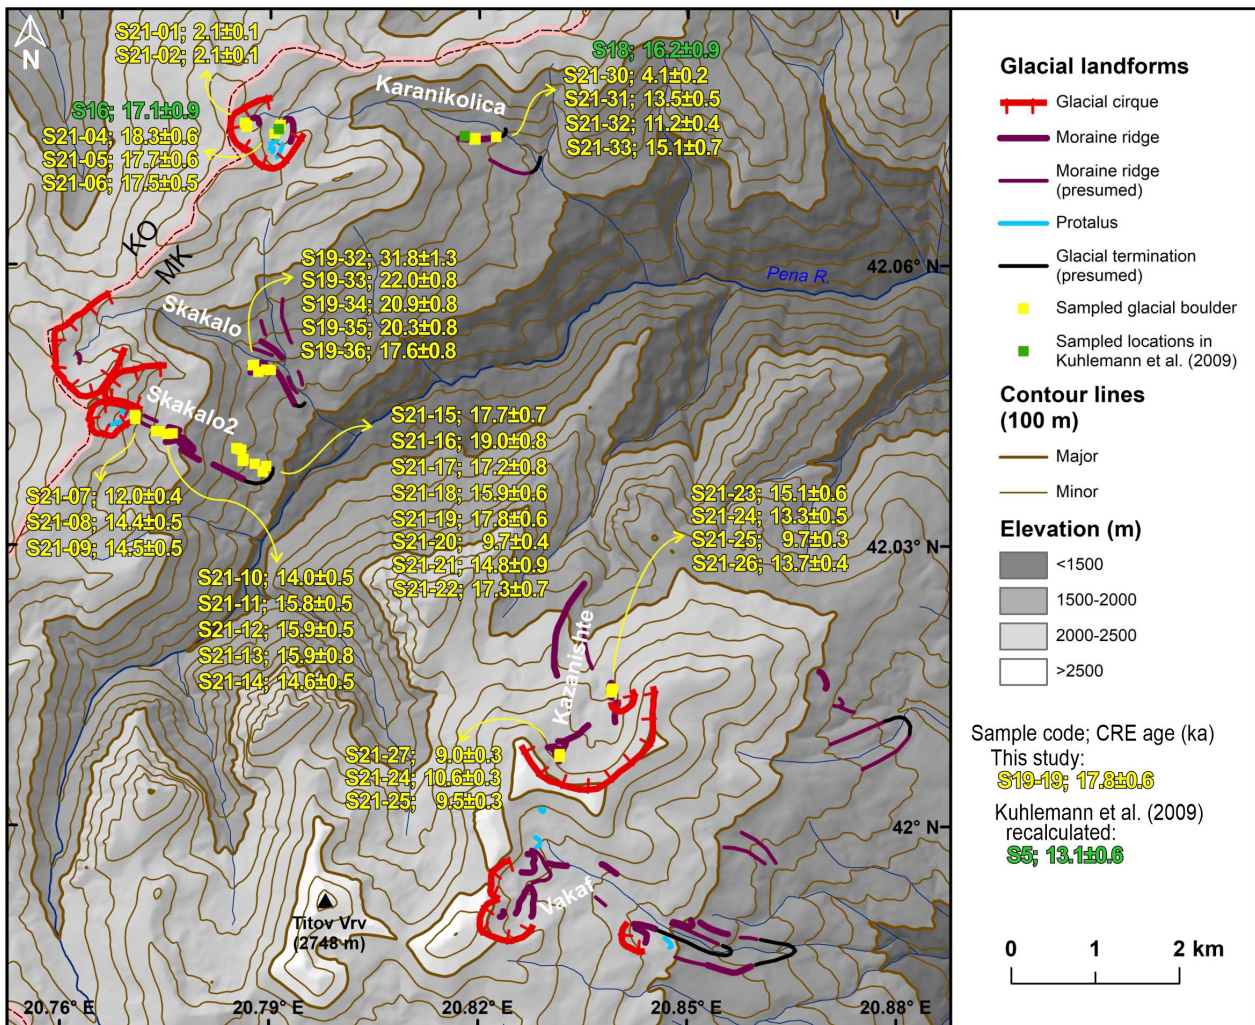 N
S21-01; 2.1±0.1
S21-02; 2.1±0.1
S16; 17.1±0.9
S21-04; 18.3±0.6
S21-05; 17.7±0.6
S21-06; 17.5±0.5
Karanikolica
S18; 16.2±0.9
S21-30; 4.1±0.2
S21-31; 13.5±0.5
S21-32; 11.2±0.4
S21-33; 15.1±0.7
KO
MK
Pena R.
42.06° N
Skakalo
S19-32; 31.8±1.3
S19-33; 22.0±0.8
S19-34; 20.9±0.8
S19-35; 20.3±0.8
S19-36; 17.6±0.8
Skakalo2
S21-07; 12.0±0.4
S21-08; 14.4±0.5
S21-09; 14.5±0.5
S21-10; 14.0±0.5
S21-11; 15.8±0.5
S21-12; 15.9±0.5
S21-13; 15.9±0.8
S21-14; 14.6±0.5
S21-15; 17.7±0.7
S21-16; 19.0±0.8
S21-17; 17.2±0.8
S21-18; 15.9±0.6
S21-19; 17.8±0.6
S21-20; 9.7±0.4
S21-21; 14.8±0.9
S21-22; 17.3±0.7
S21-23; 15.1±0.6
S21-24; 13.3±0.5
S21-25; 9.7±0.3
S21-26; 13.7±0.4
42.03° N
Kazanishte
S21-27; 9.0±0.3
S21-24; 10.6±0.3
S21-25; 9.5±0.3
42° N
Vakaf
Titov Vrv
(2748 m)
20.76° E
20.79° E
20.82° E
20.85° E
20.88° E
Glacial landforms
Glacial cirque
Moraine ridge
Moraine ridge
(presumed)
Protalus
Glacial termination
(presumed)
Sampled glacial boulder
Sampled locations in
Kuhlemann et al. (2009)
Contour lines
(100 m)
Major
Minor
Elevation (m)
<1500
1500-2000
2000-2500
>2500
Sample code; CRE age (ka)
This study:
S19-19; 17.8±0.6
Kuhlemann et al. (2009)
recalculated:
S5; 13.1±0.6
0 1 2 km